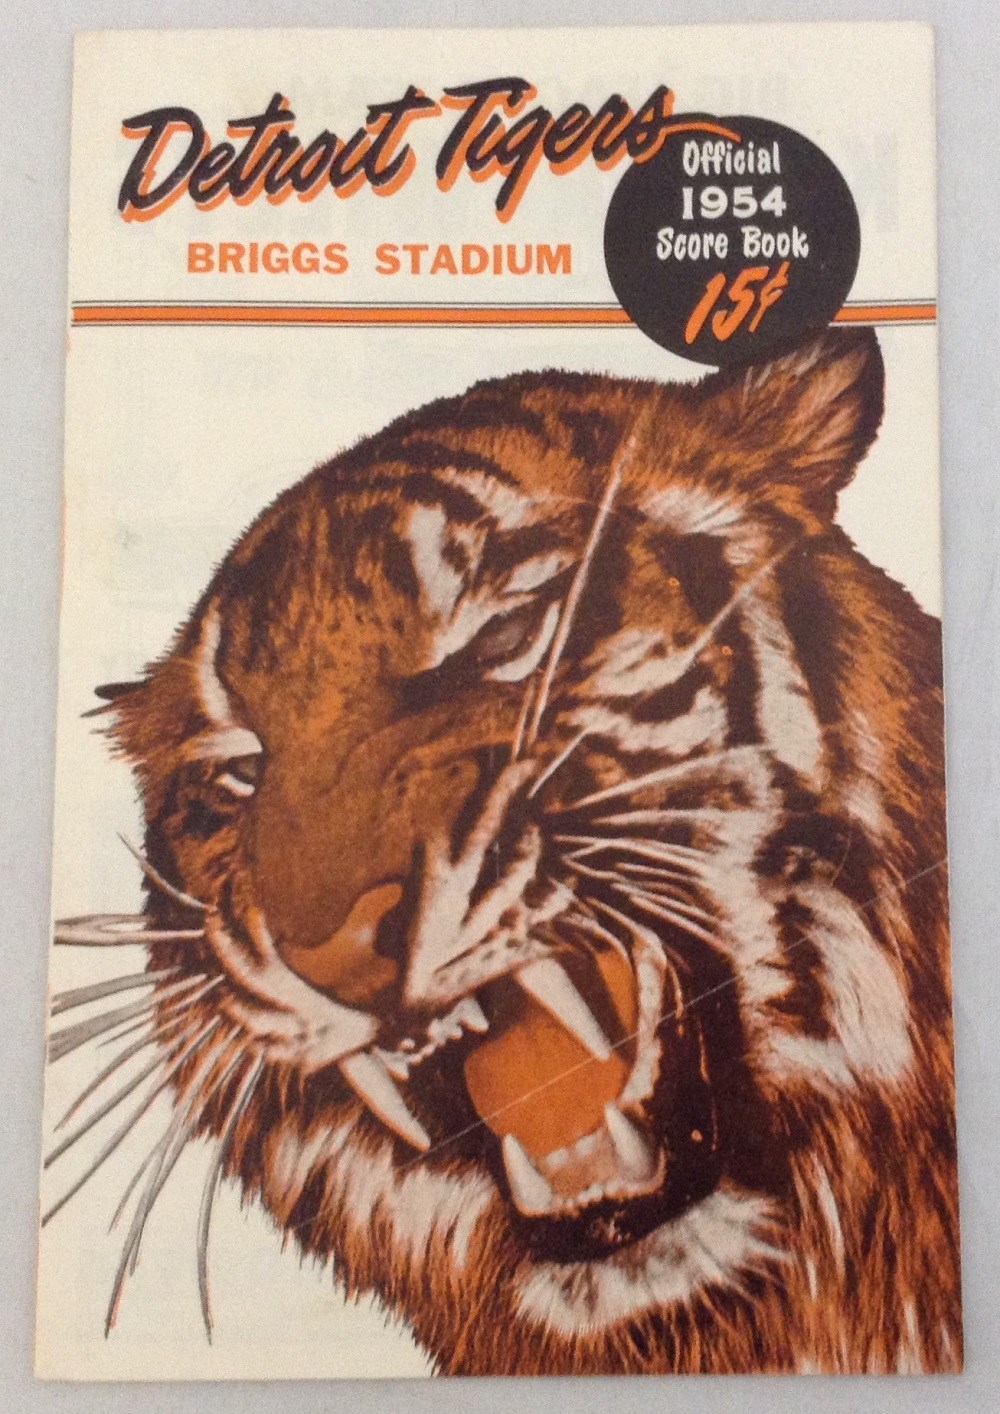 Detroit Tigers
BRIGGS STADIUM
Official
1954
Score Book
15¢